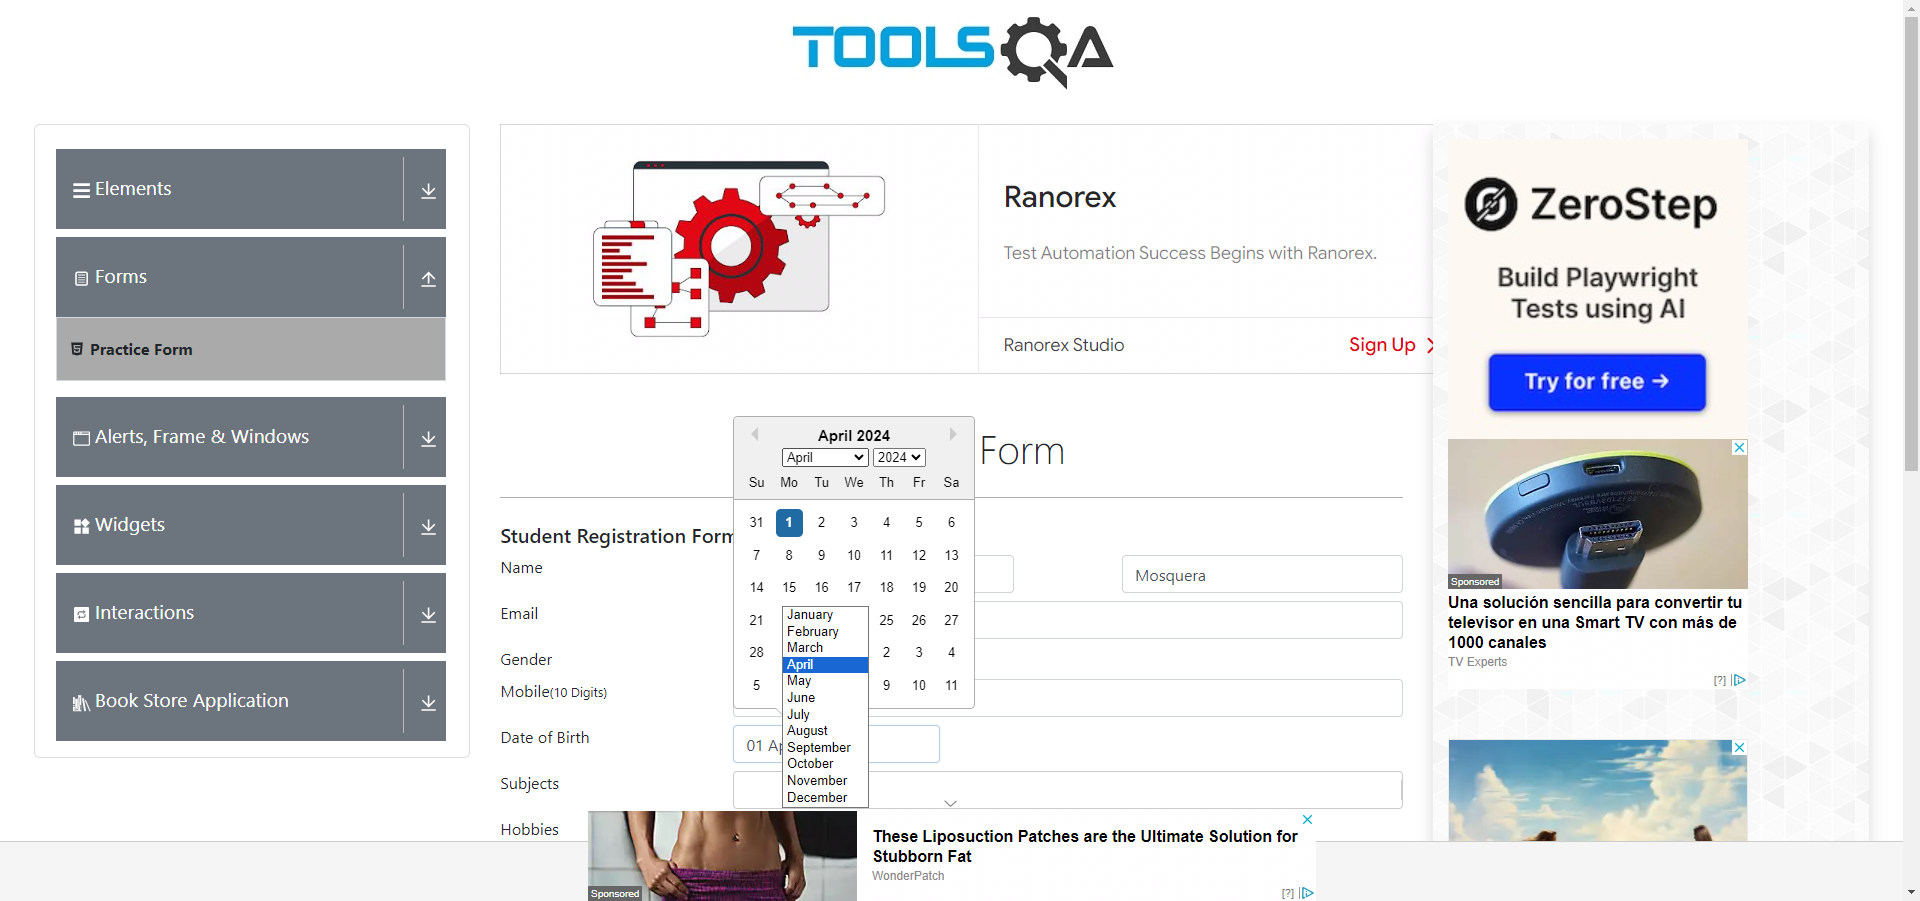 TOOLSQA
Elements
Forms
Practice Form
Alerts, Frame & Windows
Widgets
Interactions
Book Store Application
Ranorex
Test Automation Success Begins with Ranorex.
Ranorex Studio
Sign Up
Form
Student Registration Form
Name
Mosquera
Email
Gender
Mobile(10 Digits)
Date of Birth
01 Ap
Subjects
Hobbies
April 2024
April 2024
Su Mo Tu We Th Fr Sa
31 1 2 3 4 5 6
7 8 9 10 11 12 13
14 15 16 17 18 19 20
21 25 26 27
28 2 3 4
5 9 10 11
January
February
March
April
May
June
July
August
September
October
November
December
ZeroStep
Build Playwright
Tests using AI
Try for free →
Sponsored
Una solución sencilla para convertir tu
televisor en una Smart TV con más de
1000 canales
TV Experts
[?]
These Liposuction Patches are the Ultimate Solution for
Stubborn Fat
WonderPatch
Sponsored
[?]